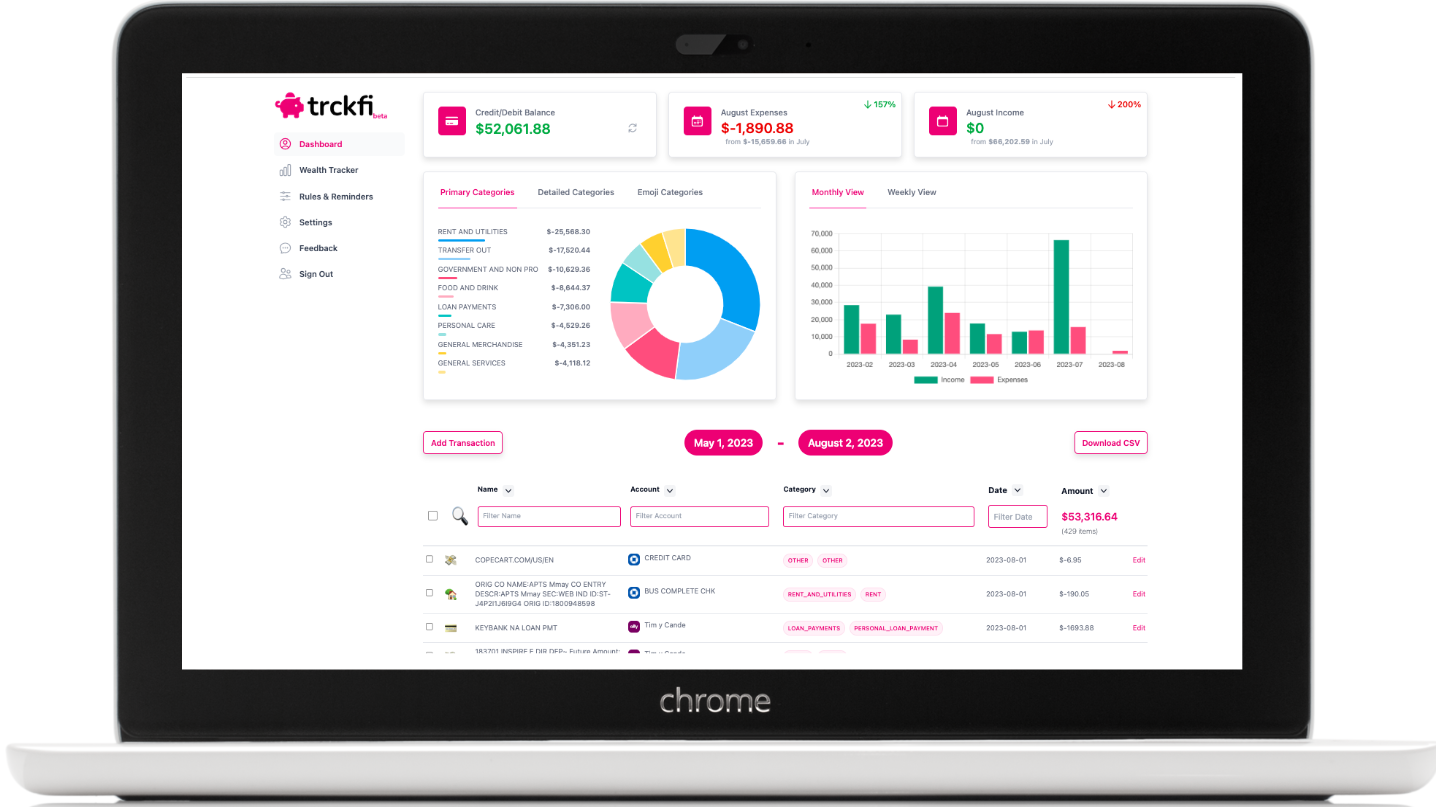 trckfi
beta
Dashboard
Wealth Tracker
Rules & Reminders
Settings
Feedback
Sign Out
Credit/Debit Balance
$52,061.88
157%
August Expenses
$-1,890.88
from $-15,659.66 in July
200%
August Income
$0
from $66,202.59 in July
Primary Categories Detailed Categories Emoji Categories
RENT AND UTILITIES $-25,568.30
TRANSFER OUT $-17,520.44
GOVERNMENT AND NON PRO $-10,629.36
FOOD AND DRINK $-8,644.37
LOAN PAYMENTS $-7,306.00
PERSONAL CARE $-4,529.26
GENERAL MERCHANDISE $-4,351.23
GENERAL SERVICES $-4,118.12
Monthly View Weekly View
70,000
60,000
50,000
40,000
30,000
20,000
10,000
0
2023-02 2023-03 2023-04 2023-05 2023-06 2023-07 2023-08
Income Expenses
Add Transaction May 1, 2023 - August 2, 2023 Download CSV
Name Account Category Date Amount
Filter Name Filter Account Filter Category Filter Date $53,316.64
(429 items)
COPECART.COM/US/EN CREDIT CARD OTHER OTHER 2023-08-01 $-6.95 Edit
ORIG CO NAME:APTS Mmay CO ENTRY
DESCR:APTS Mmay SEC:WEB IND ID:ST-
J4P2I1J6I9G4 ORIG ID:1800948598
BUS COMPLETE CHK RENT_AND_UTILITIES RENT 2023-08-01 $-190.05 Edit
KEYBANK NA LOAN PMT ally Tim y Cande LOAN_PAYMENTS PERSONAL_LOAN_PAYMENT 2023-08-01 $-1693.88 Edit
183701 INSPIRE E DIR DEP~ Future Amount: Tim y Cande
chrome